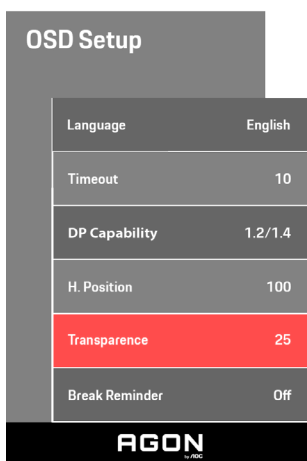 OSD Setup
Language English
Timeout 10
DP Capability 1.2/1.4
H. Position 100
Transparence 25
Break Reminder Off
AGON
by AOC